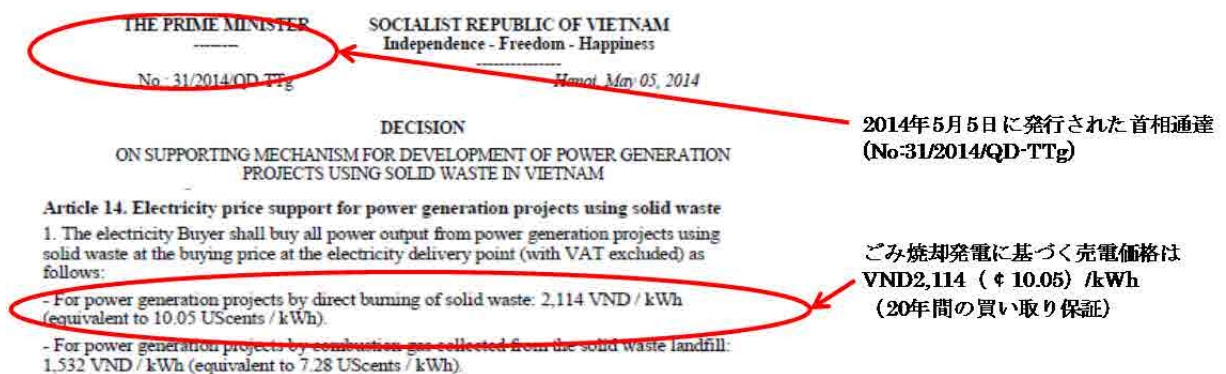 THE PRIME MINISTER
--------
No.: 31/2014/QD-TTg
SOCIALIST REPUBLIC OF VIETNAM
Independence - Freedom - Happiness
---------------
Hanoi, May 05, 2014
DECISION
ON SUPPORTING MECHANISM FOR DEVELOPMENT OF POWER GENERATION
PROJECTS USING SOLID WASTE IN VIETNAM
Article 14. Electricity price support for power generation projects using solid waste
1. The electricity Buyer shall buy all power output from power generation projects using
solid waste at the buying price at the electricity delivery point (with VAT excluded) as
follows:
- For power generation projects by direct burning of solid waste: 2,114 VND / kWh
(equivalent to 10.05 UScents / kWh).
- For power generation projects by combustion gas collected from the solid waste landfill:
1,532 VND / kWh (equivalent to 7.28 UScents / kWh).
2014年5月5日に発行された首相通達
(No:31/2014/QD-TTg)
ごみ焼却発電に基づく売電価格は
VND2,114（￠10.05）/kWh
（20年間の買い取り保証）